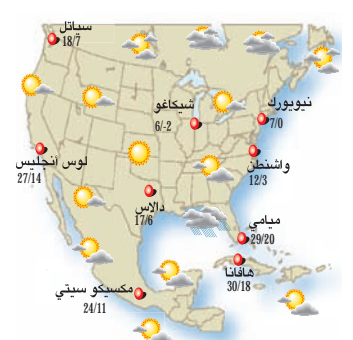 سياتل
18/7
شيكاغو
6/-2
نيويورك
7/0
لوس انجليس
27/14
واشنطن
12/3
دالاس
17/6
ميامي
29/20
هافانا
30/18
مكسيكو سيتي
24/11